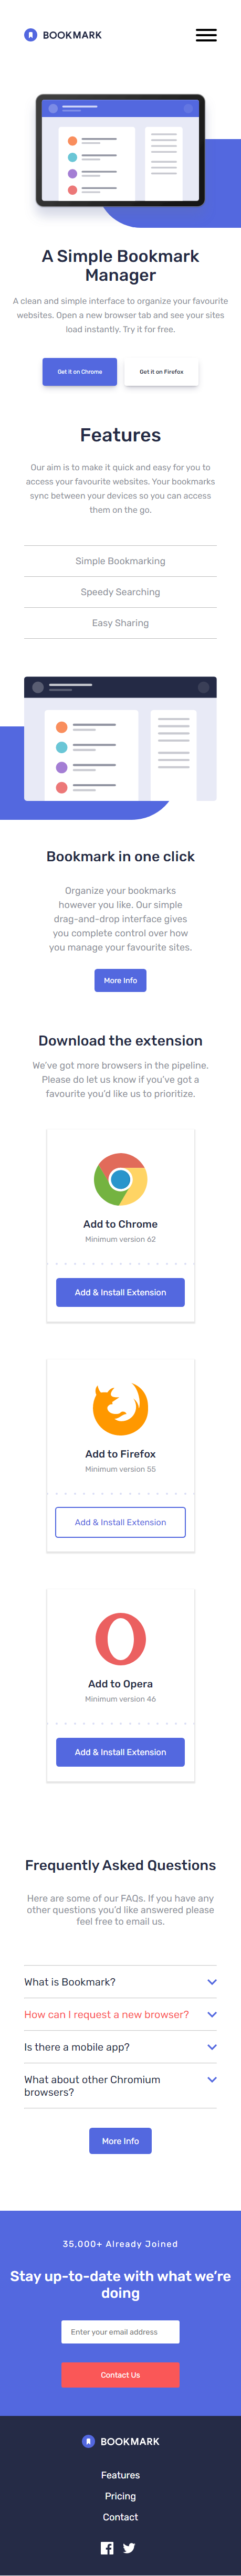 BOOKMARK
A Simple Bookmark
Manager
A clean and simple interface to organize your favourite
websites. Open a new browser tab and see your sites
load instantly. Try it for free.
Get it on Chrome
Get it on Firefox
Features
Our aim is to make it quick and easy for you to
access your favourite websites. Your bookmarks
sync between your devices so you can access
them on the go.
Simple Bookmarking
Speedy Searching
Easy Sharing
Bookmark in one click
Organize your bookmarks
however you like. Our simple
drag-and-drop interface gives
you complete control over how
you manage your favourite sites.
More Info
Download the extension
We've got more browsers in the pipeline.
Please do let us know if you've got a
favourite you'd like us to prioritize.
Add to Chrome
Minimum version 62
Add & Install Extension
Add to Firefox
Minimum version 55
Add & Install Extension
Add to Opera
Minimum version 46
Add & Install Extension
Frequently Asked Questions
Here are some of our FAQs. If you have any
other questions you'd like answered please
feel free to email us.
What is Bookmark?
How can I request a new browser?
Is there a mobile app?
What about other Chromium
browsers?
More Info
35,000+ Already Joined
Stay up-to-date with what we're
doing
Enter your email address
Contact Us
BOOKMARK
Features
Pricing
Contact